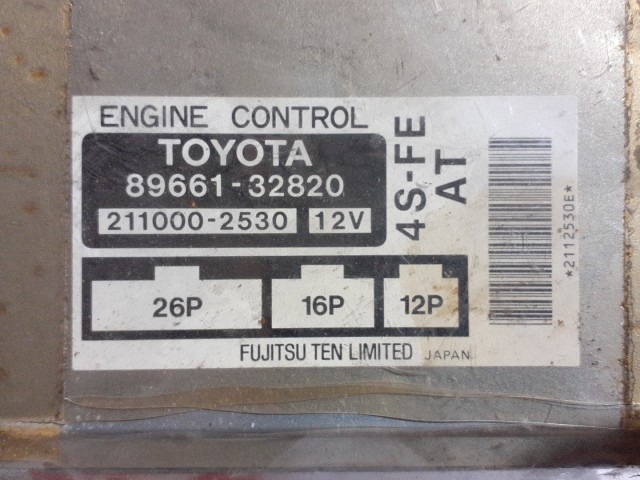 ENGINE CONTROL
TOYOTA
89661-32820
211000-2530 12V
4S-FE
AT
*2112530E*
26P 16P 12P
FUJITSU TEN LIMITED JAPAN